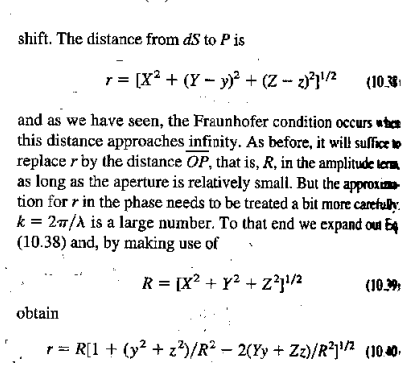 shift. The distance from dS to P is
r = [X² + (Y − y)² + (Z − z)²]^1/2 (10.38)
and as we have seen, the Fraunhofer condition occurs when
this distance approaches infinity. As before, it will suffice to
replace r by the distance OP, that is, R, in the amplitude term,
as long as the aperture is relatively small. But the approxima-
tion for r in the phase needs to be treated a bit more carefully.
k = 2π/λ is a large number. To that end we expand out Eq
(10.38) and, by making use of
R = [X² + Y² + Z²]^1/2 (10.39)
obtain
r = R[1 + (y² + z²)/R² − 2(Yy + Zz)/R²]^1/2 (10.40)